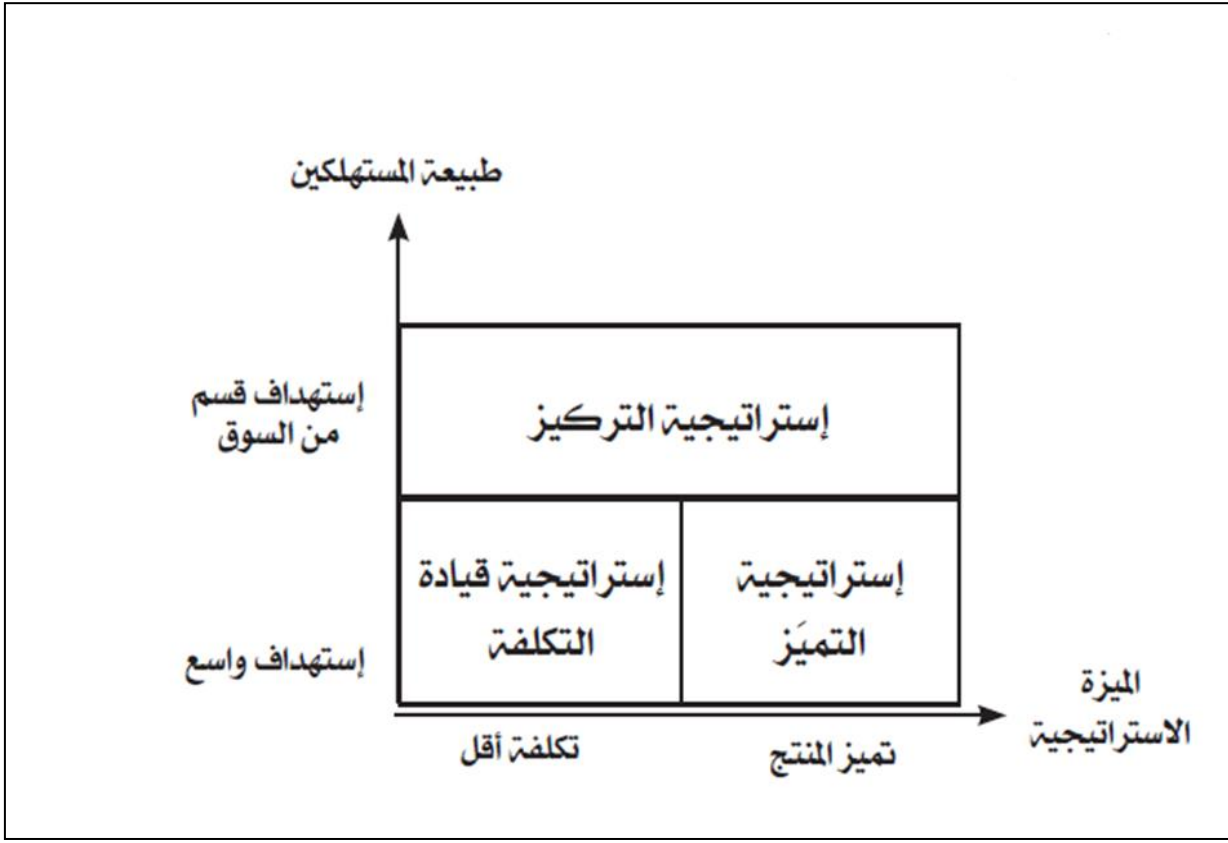 طبيعة المستهلكين
إستهداف قسم
من السوق
إستراتيجية التركيز
إستراتيجية
التميَز
إستراتيجية قيادة
التكلفة
إستهداف واسع
الميزة
الاستراتيجية
تميز المنتج
تكلفة أقل